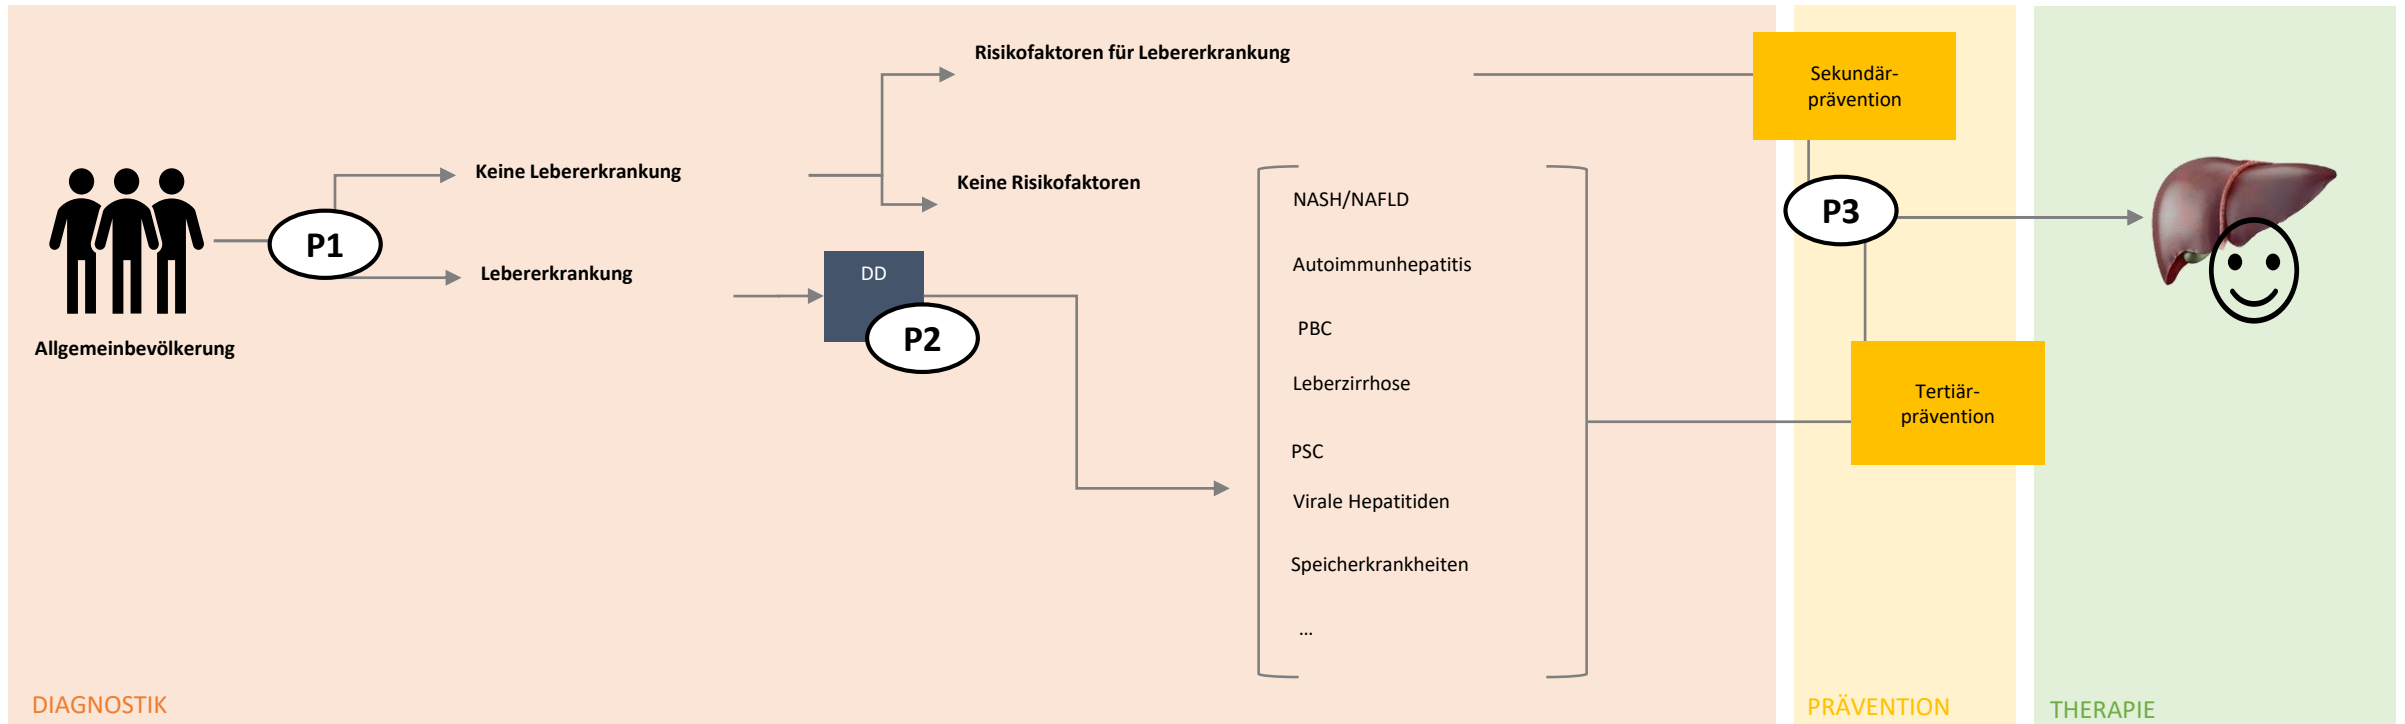 Risikofaktoren für Lebererkrankung
Sekundär-
prävention
Keine Lebererkrankung
Keine Risikofaktoren
NASH/NAFLD
P3
P1
Autoimmunhepatitis
Lebererkrankung
DD
PBC
P2
Allgemeinbevölkerung
Leberzirrhose
Tertiär-
prävention
PSC
Virale Hepatitiden
Speicherkrankheiten
...
DIAGNOSTIK
PRÄVENTION
THERAPIE